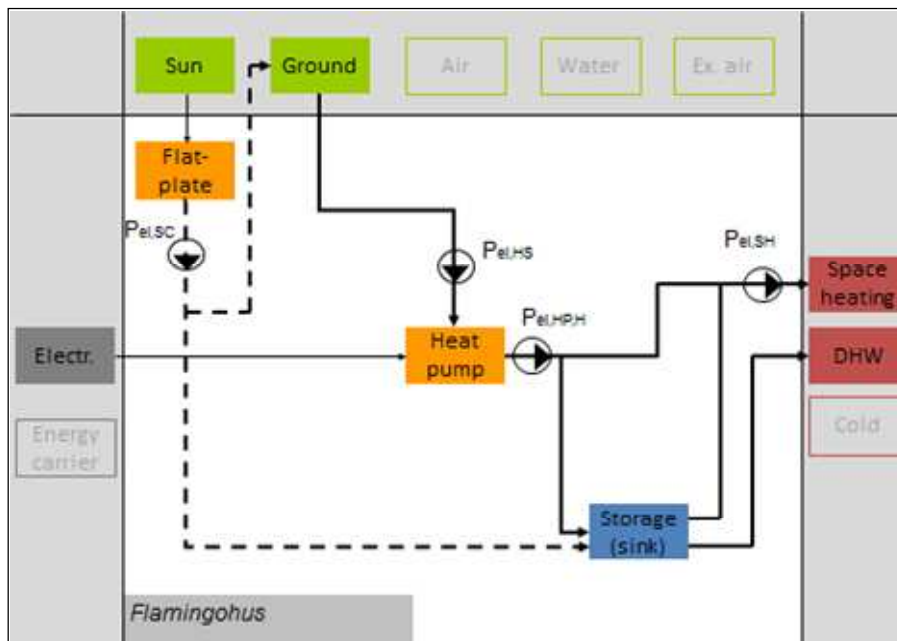 Sun
Ground
Air
Water
Ex. air
Flat-
plate
Pel,SC
Pel,HS
Pel,SH
Space
heating
Pel,HP,H
Electr.
Heat
pump
DHW
Energy
carrier
Cold
Storage
(sink)
Flamingohus